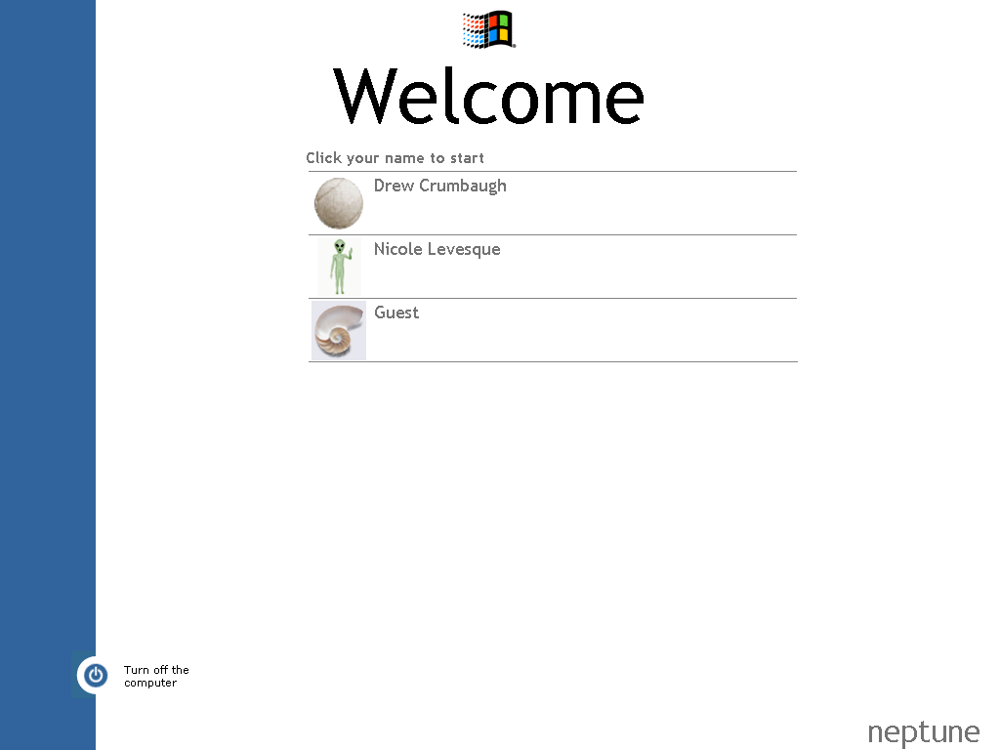 Welcome
Click your name to start
Drew Crumbaugh
Nicole Levesque
Guest
Turn off the
computer
neptune